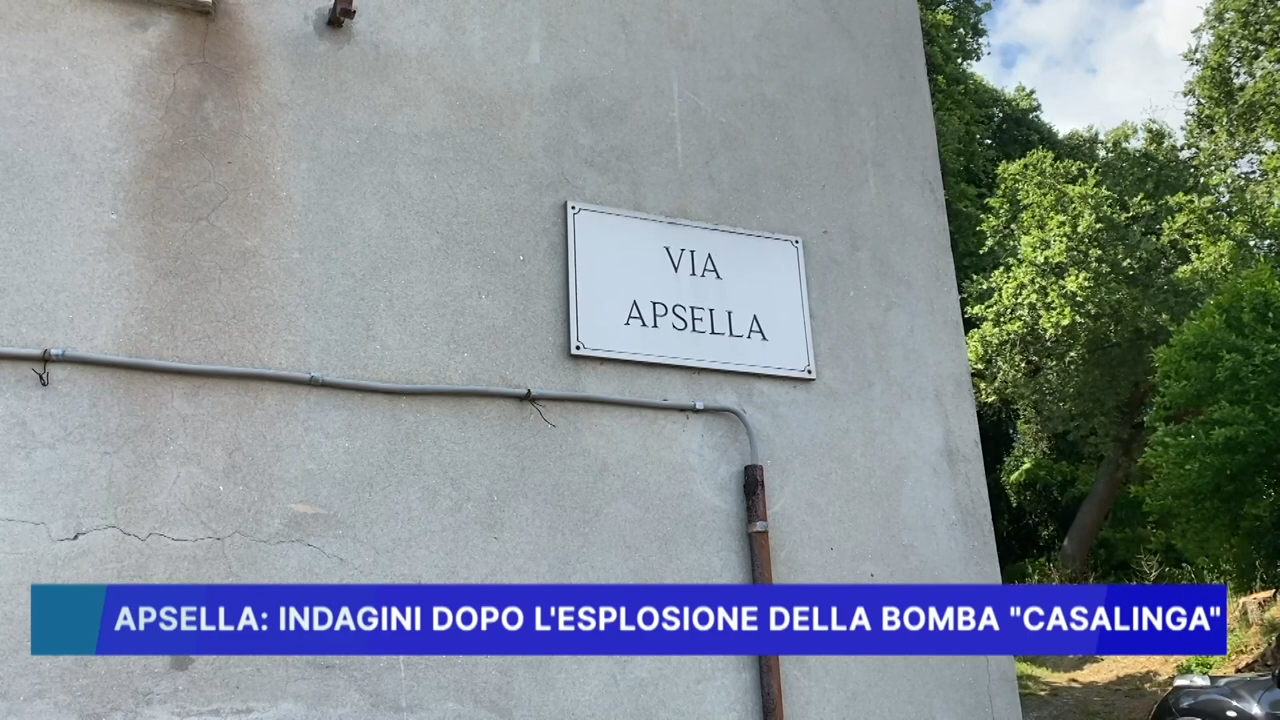 VIA
APSELLA
APSELLA: INDAGINI DOPO L'ESPLOSIONE DELLA BOMBA "CASALINGA"